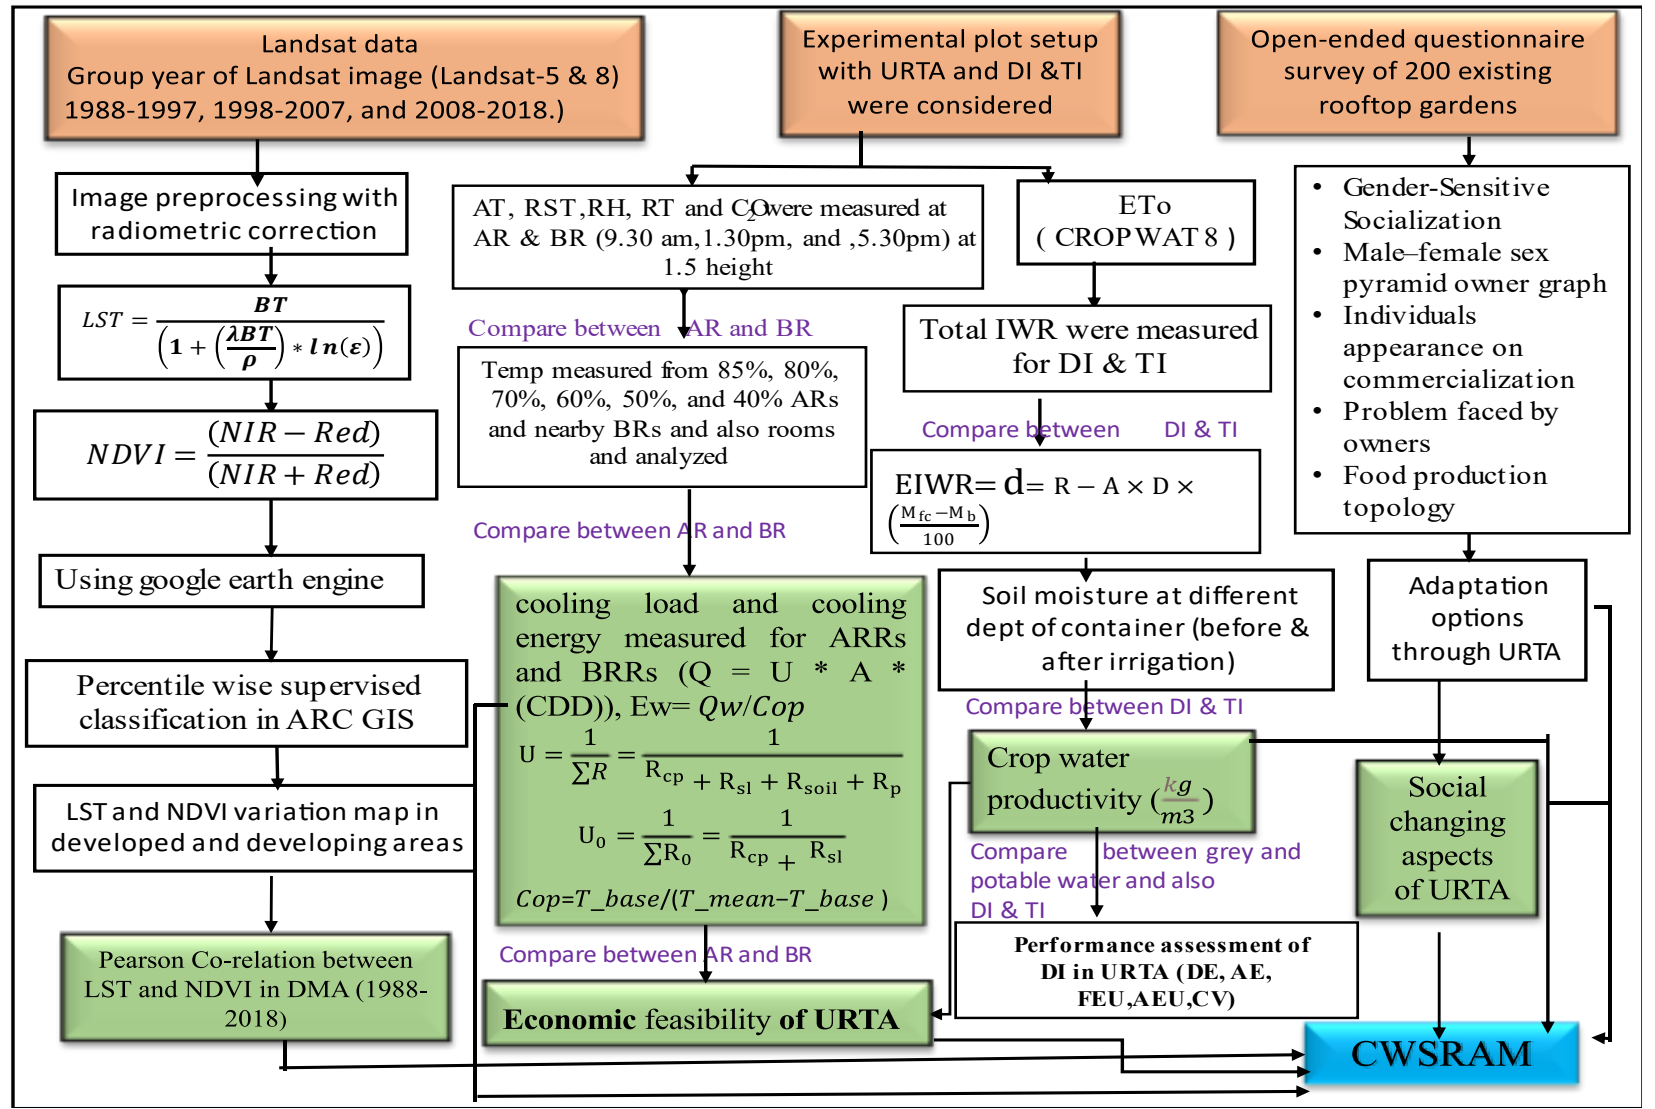 Landsat data
Group year of Landsat image (Landsat-5 & 8)
1988-1997, 1998-2007, and 2008-2018.)
Image preprocessing with
radiometric correction
LST = BT / (1 + (λBT / ρ) * ln(ε))
NDVI = (NIR − Red) / (NIR + Red)
Using google earth engine
Percentile wise supervised
classification in ARC GIS
LST and NDVI variation map in
developed and developing areas
Pearson Co-relation between
LST and NDVI in DMA (1988-
2018)
Experimental plot setup
with URTA and DI &TI
were considered
AT, RST,RH, RT and C₂Owere measured at
AR & BR (9.30 am,1.30pm, and ,5.30pm) at
1.5 height
Compare between AR and BR
Temp measured from 85%, 80%,
70%, 60%, 50%, and 40% ARs
and nearby BRs and also rooms
and analyzed
Compare between AR and BR
cooling load and cooling
energy measured for ARRs
and BRRs (Q = U * A *
(CDD)), Ew= Qw/Cop
U = 1/∑R = 1/(R_cp + R_sl + R_soil + R_p)
U₀ = 1/∑R₀ = 1/(R_cp + R_sl)
Cop=T_base/(T_mean−T_base )
Compare between AR and BR
Economic feasibility of URTA
ETo
( CROPWAT 8 )
Total IWR were measured
for DI & TI
Compare between DI & TI
EIWR= d= R − A × D ×
((M_fc−M_b)/100)
Soil moisture at different
dept of container (before &
after irrigation)
Compare between DI & TI
Crop water
productivity (kg/m3)
Compare between grey and
potable water and also
DI & TI
Performance assessment of
DI in URTA (DE, AE,
FEU,AEU,CV)
Open-ended questionnaire
survey of 200 existing
rooftop gardens
• Gender-Sensitive
Socialization
• Male–female sex
pyramid owner graph
• Individuals
appearance on
commercialization
• Problem faced by
owners
• Food production
topology
Adaptation
options
through URTA
Social
changing
aspects
of URTA
CWSRAM